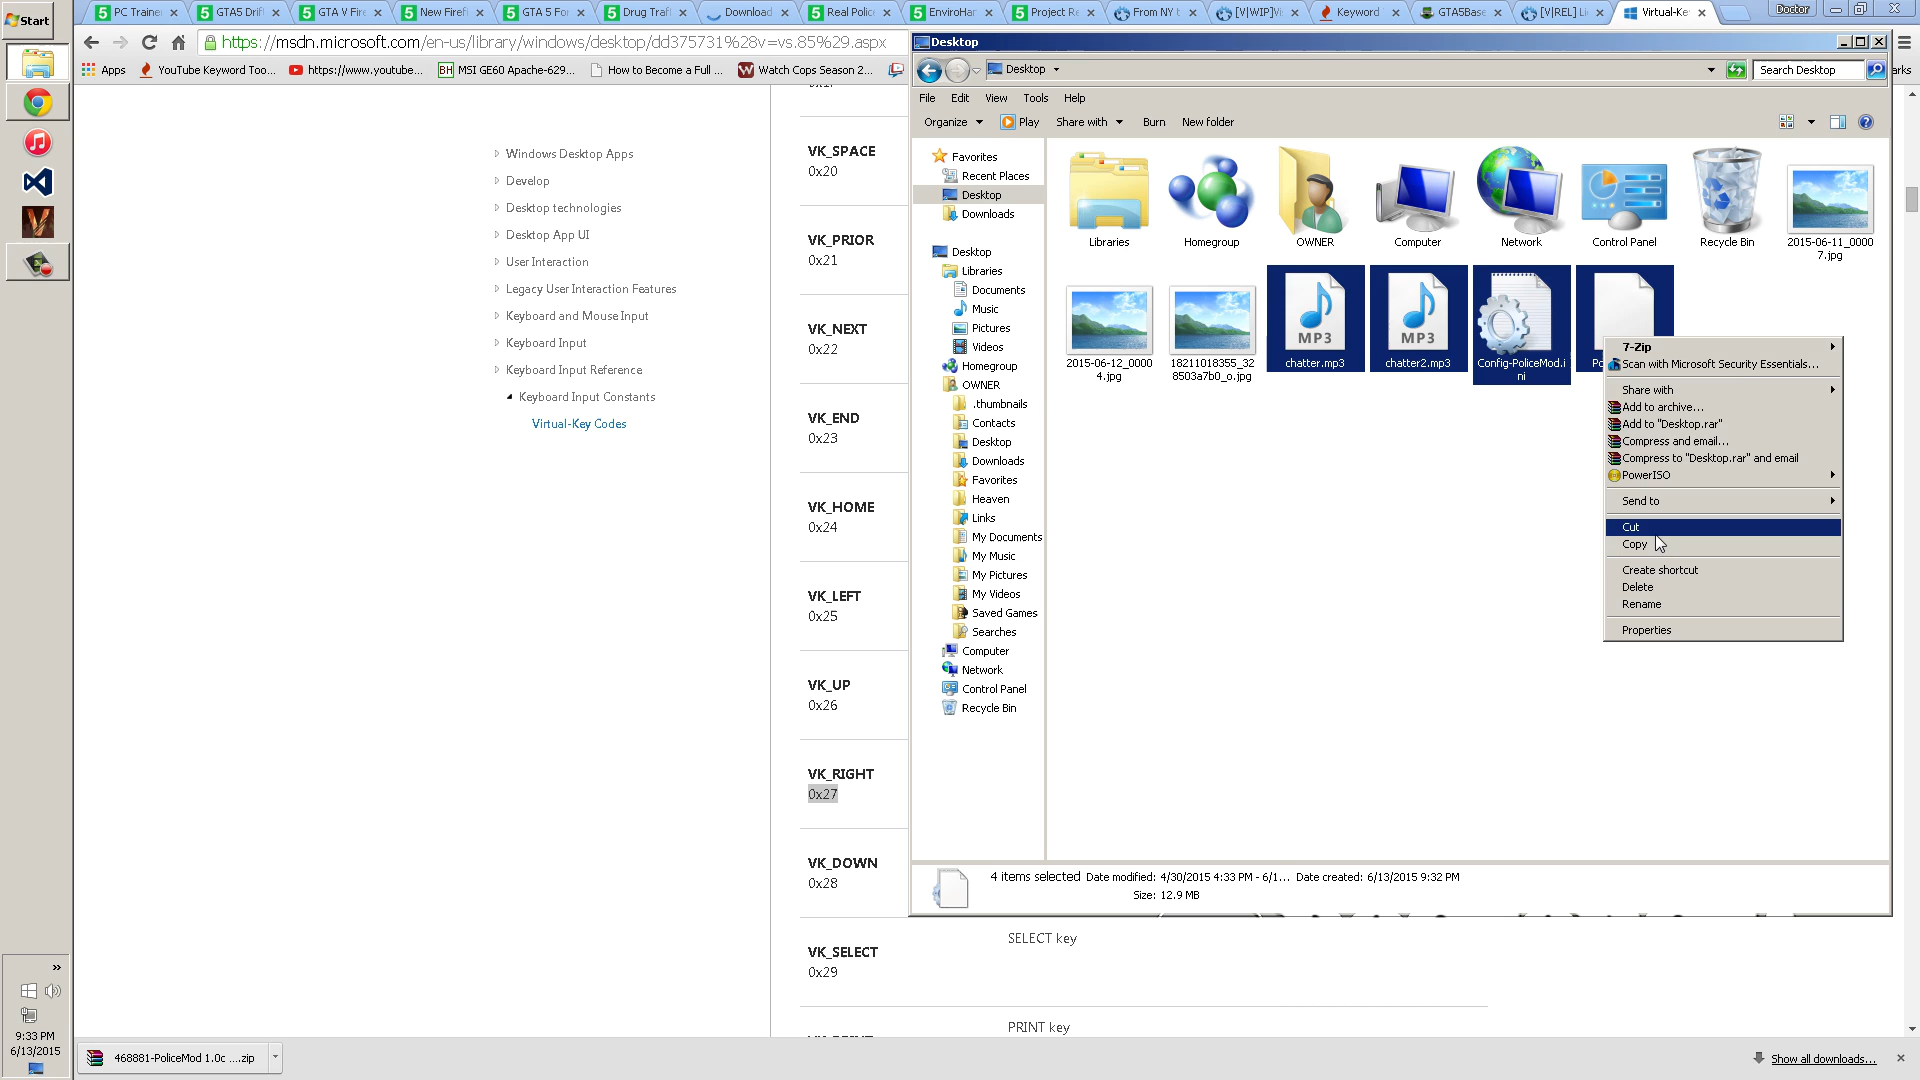 Start
PC Traine
GTA5 Drift
GTA V Fire
New Firefi
GTA 5 Fo
Drug Traf
Download
Real Polic
EnviroHan
Project Re
From NY t
[V|WIP]Vi
Keyword
GTA5Base
[V|REL] Li
Virtual-Ke
Doctor
https://msdn.microsoft.com/en-us/library/windows/desktop/dd375731%28v=vs.85%29.aspx
Apps
YouTube Keyword Too...
https://www.youtube...
BH MSI GE60 Apache-629...
How to Become a Full ...
Watch Cops Season 2...
arks
Windows Desktop Apps
Develop
Desktop technologies
Desktop App UI
User Interaction
Legacy User Interaction Features
Keyboard and Mouse Input
Keyboard Input
Keyboard Input Reference
Keyboard Input Constants
Virtual-Key Codes
VK_SPACE
0x20
VK_PRIOR
0x21
VK_NEXT
0x22
VK_END
0x23
VK_HOME
0x24
VK_LEFT
0x25
VK_UP
0x26
VK_RIGHT
0x27
VK_DOWN
0x28
VK_SELECT
0x29
SELECT key
PRINT key
Desktop
Desktop
Search Desktop
File Edit View Tools Help
Organize Play Share with Burn New folder
Favorites
Recent Places
Desktop
Downloads
Desktop
Libraries
Documents
Music
Pictures
Videos
Homegroup
OWNER
.thumbnails
Contacts
Desktop
Downloads
Favorites
Heaven
Links
My Documents
My Music
My Pictures
My Videos
Saved Games
Searches
Computer
Network
Control Panel
Recycle Bin
Libraries
Homegroup
OWNER
Computer
Network
Control Panel
Recycle Bin
2015-06-11_0000
7.jpg
2015-06-12_0000
4.jpg
18211018355_32
8503a7b0_o.jpg
MP3
chatter.mp3
MP3
chatter2.mp3
Config-PoliceMod.i
ni
7-Zip
Scan with Microsoft Security Essentials...
Share with
Add to archive...
Add to "Desktop.rar"
Compress and email...
Compress to "Desktop.rar" and email
PowerISO
Send to
Cut
Copy
Create shortcut
Delete
Rename
Properties
4 items selected Date modified: 4/30/2015 4:33 PM - 6/1... Date created: 6/13/2015 9:32 PM
Size: 12.9 MB
9:33 PM
6/13/2015
468881-PoliceMod 1.0c ....zip
Show all downloads...